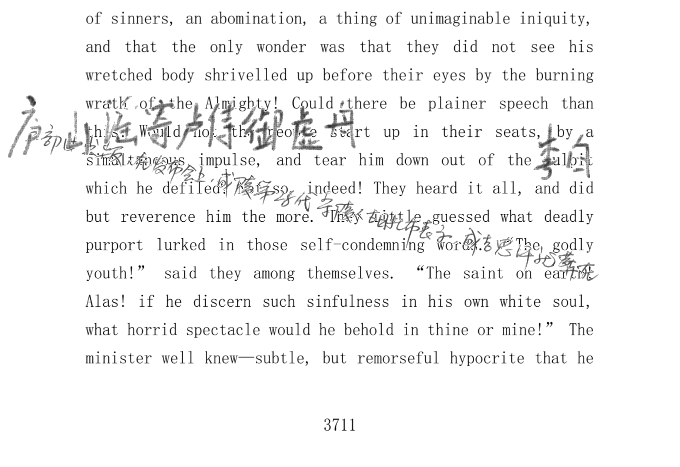 of sinners, an abomination, a thing of unimaginable iniquity,
and that the only wonder was that they did not see his
wretched body shrivelled up before their eyes by the burning
wrath of the Almighty! Could there be plainer speech than
庐山谣寄卢侍御虚舟
this? Would not the people start up in their seats, by a
李白
simultaneous impulse, and tear him down out of the pulpit
which he defiled? Not so, indeed! They heard it all, and did
but reverence him the more. They little guessed what deadly
purport lurked in those self-condemning words. “The godly
youth!” said they among themselves. “The saint on earth!
Alas! if he discern such sinfulness in his own white soul,
what horrid spectacle would he behold in thine or mine!” The
minister well knew—subtle, but remorseful hypocrite that he
3711